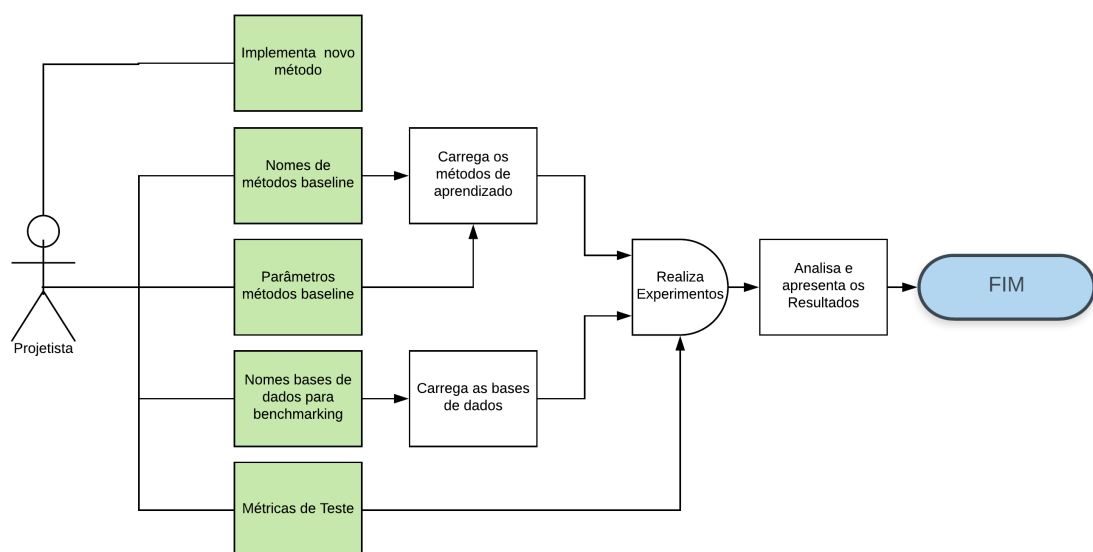 Implementa novo
método
Nomes de
métodos baseline
Carrega os
métodos de
aprendizado
Parâmetros
métodos baseline
Realiza
Experimentos
Analisa e
apresenta os
Resultados
FIM
Projetista
Nomes bases de
dados para
benchmarking
Carrega as bases
de dados
Métricas de Teste